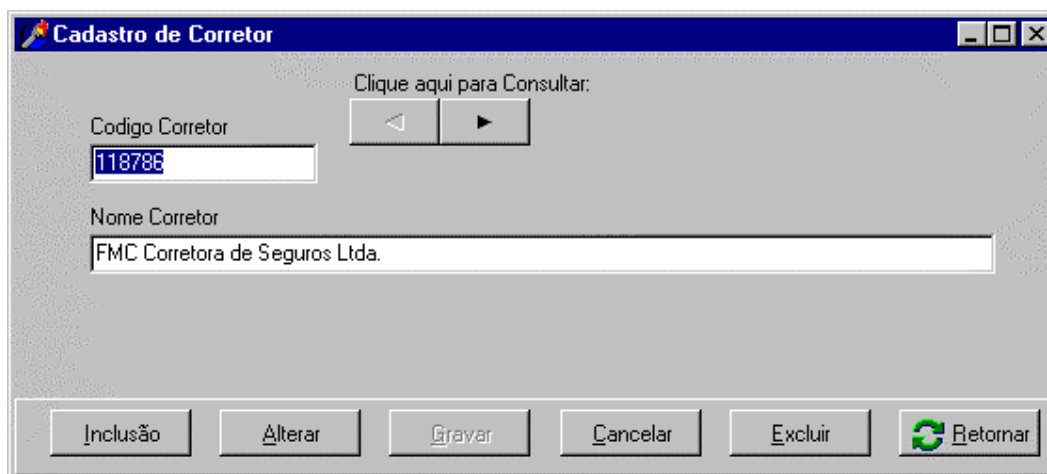 Cadastro de Corretor
Clique aqui para Consultar:
Codigo Corretor
118786
Nome Corretor
FMC Corretora de Seguros Ltda.
Inclusão Alterar Gravar Cancelar Excluir Retornar